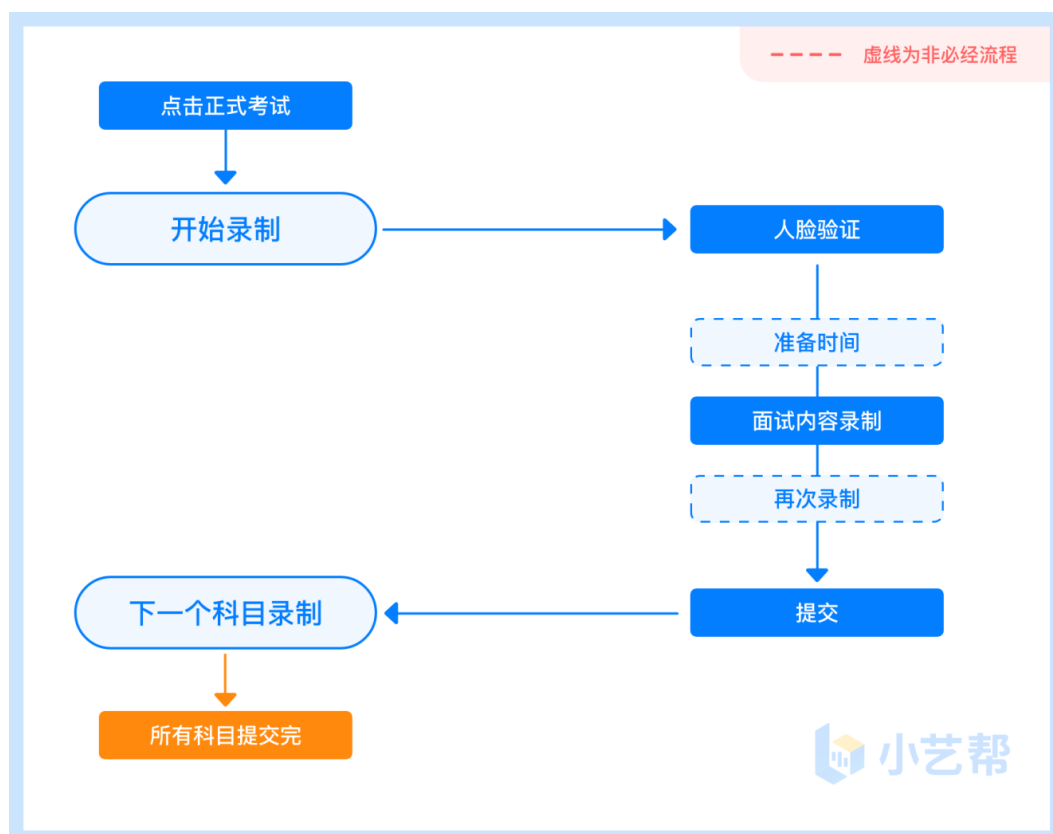 虚线为非必经流程
点击正式考试
开始录制
人脸验证
准备时间
面试内容录制
再次录制
提交
下一个科目录制
所有科目提交完
小艺帮